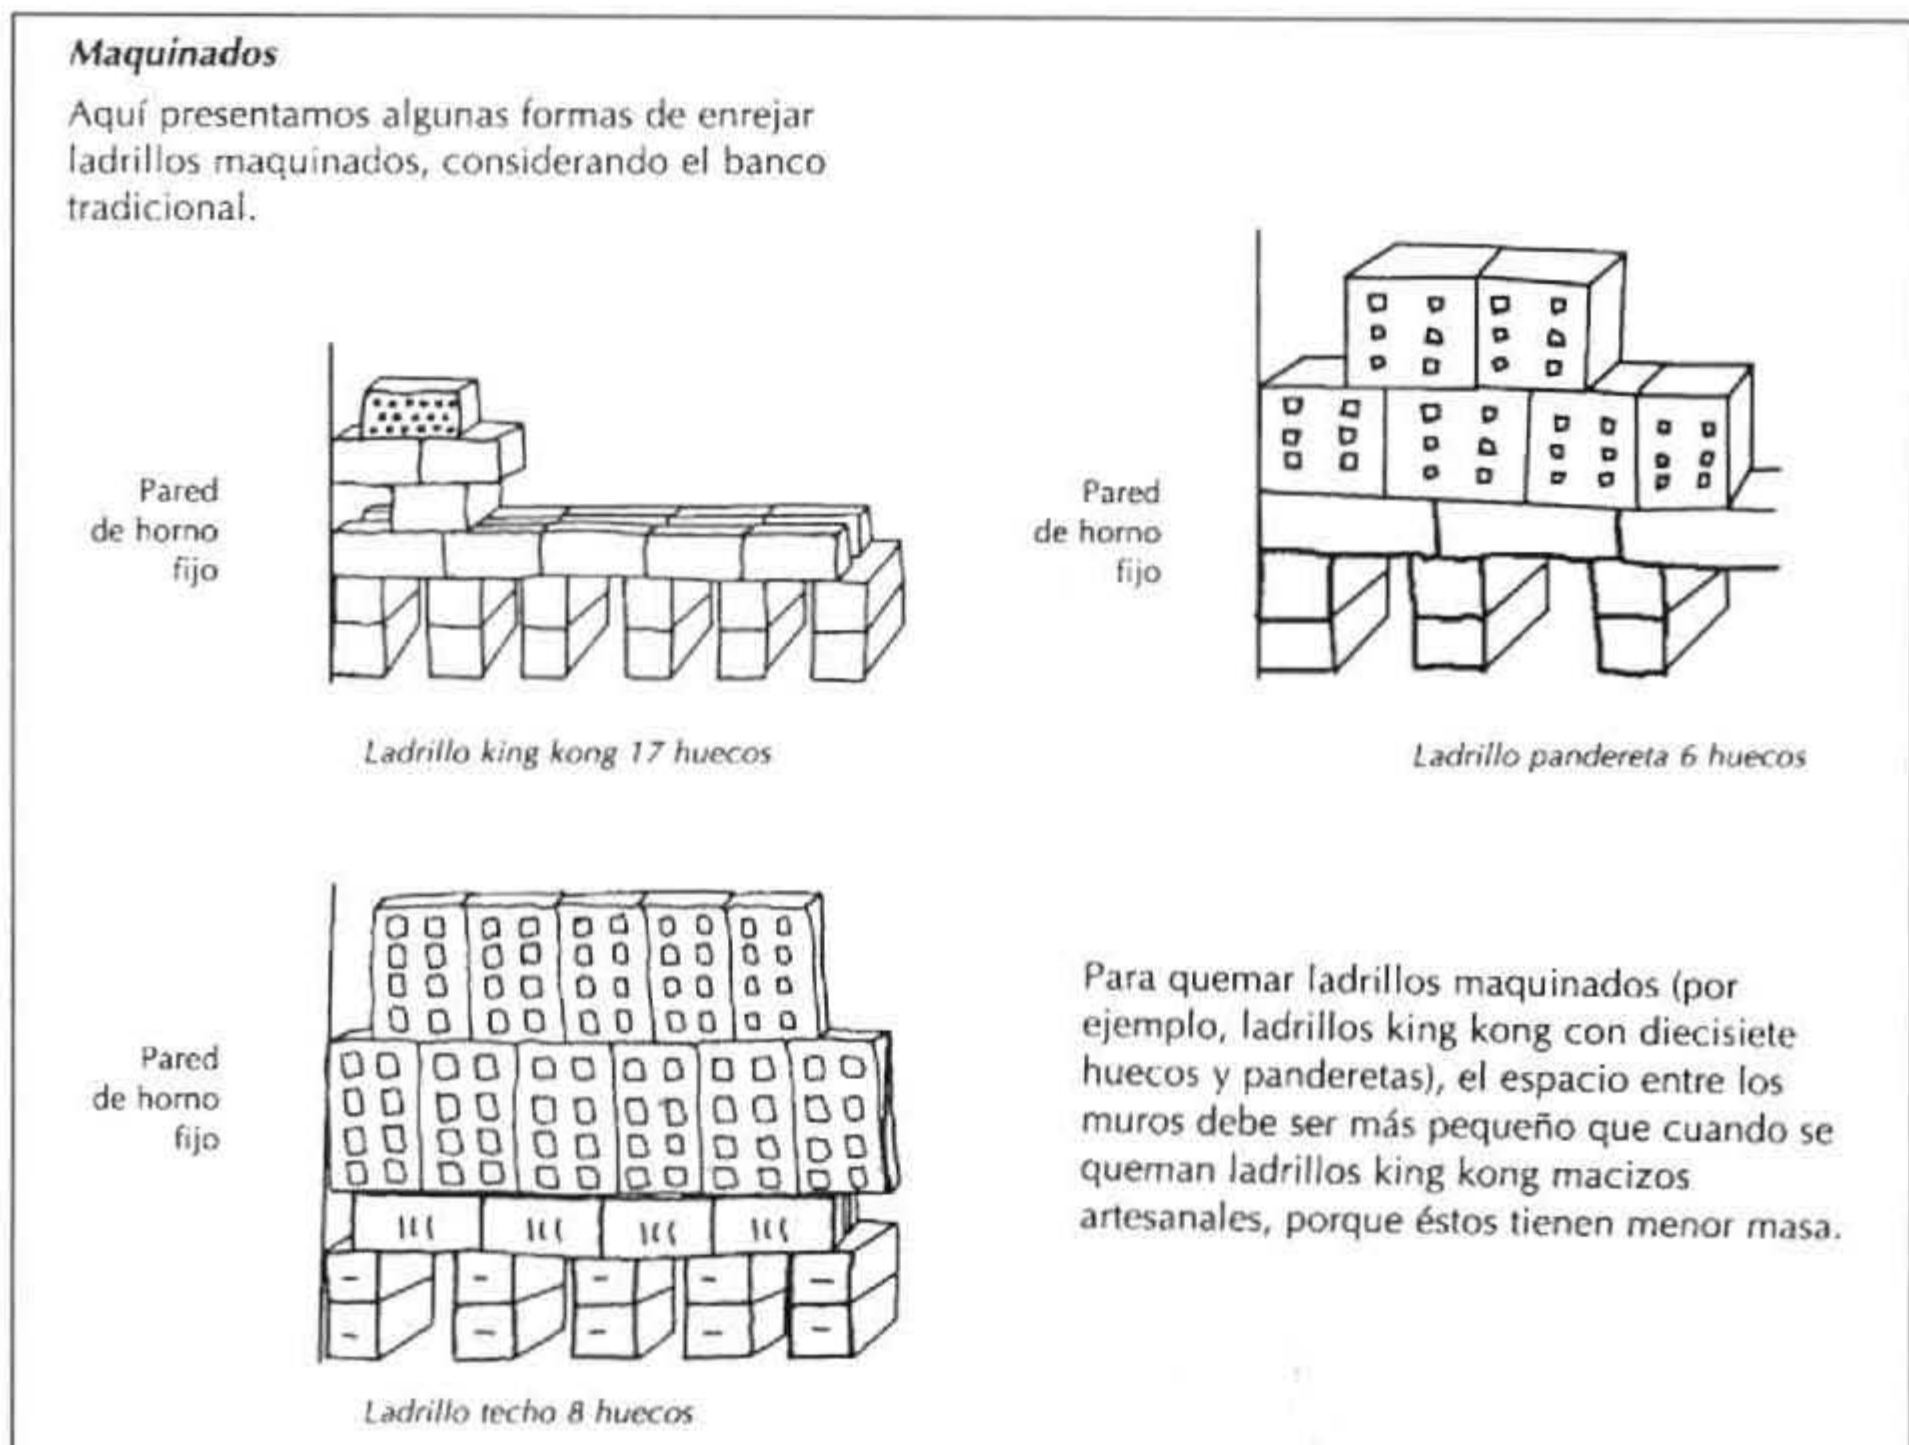 Maquinados
Aquí presentamos algunas formas de enrejar
ladrillos maquinados, considerando el banco
tradicional.
Pared
de horno
fijo
Ladrillo king kong 17 huecos
Pared
de horno
fijo
Ladrillo pandereta 6 huecos
Pared
de horno
fijo
Ladrillo techo 8 huecos
Para quemar ladrillos maquinados (por
ejemplo, ladrillos king kong con diecisiete
huecos y panderetas), el espacio entre los
muros debe ser más pequeño que cuando se
queman ladrillos king kong macizos
artesanales, porque éstos tienen menor masa.